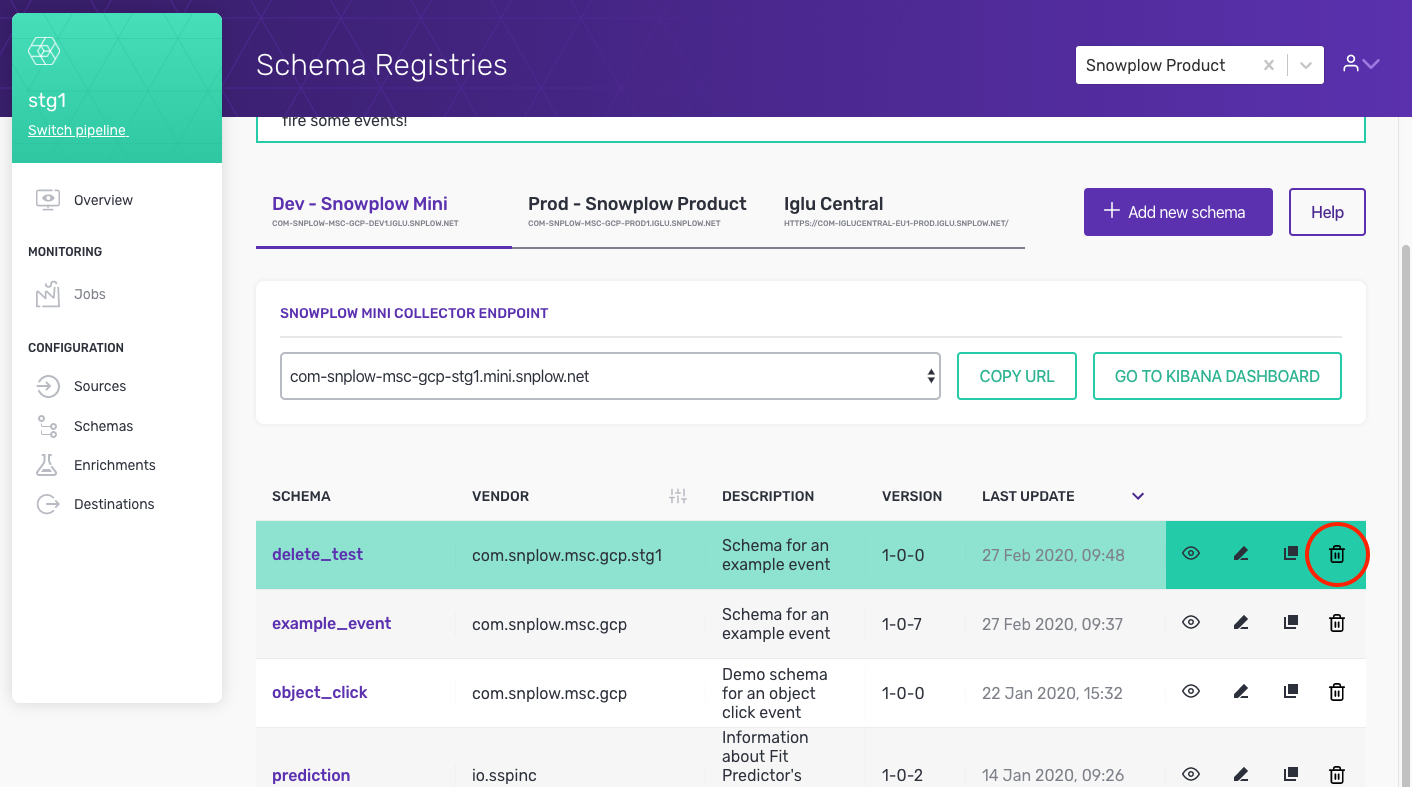 stg1
Switch pipeline
Overview
MONITORING
Jobs
CONFIGURATION
Sources
Schemas
Enrichments
Destinations
Schema Registries
Snowplow Product
fire some events!
Dev - Snowplow Mini
COM-SNPLOW-MSC-GCP-DEV1.IGLU.SNPLOW.NET
Prod - Snowplow Product
COM-SNPLOW-MSC-GCP-PROD1.IGLU.SNPLOW.NET
Iglu Central
HTTPS://COM-IGLUCENTRAL-EU1-PROD.IGLU.SNPLOW.NET/
Add new schema
Help
SNOWPLOW MINI COLLECTOR ENDPOINT
com-snplow-msc-gcp-stg1.mini.snplow.net
COPY URL
GO TO KIBANA DASHBOARD
SCHEMA VENDOR DESCRIPTION VERSION LAST UPDATE
delete_test com.snplow.msc.gcp.stg1 Schema for an
example event 1-0-0 27 Feb 2020, 09:48
example_event com.snplow.msc.gcp Schema for an
example event 1-0-7 27 Feb 2020, 09:37
object_click com.snplow.msc.gcp Demo schema
for an object
click event 1-0-0 22 Jan 2020, 15:32
prediction io.sspinc Information
about Fit
Predictor's 1-0-2 14 Jan 2020, 09:26